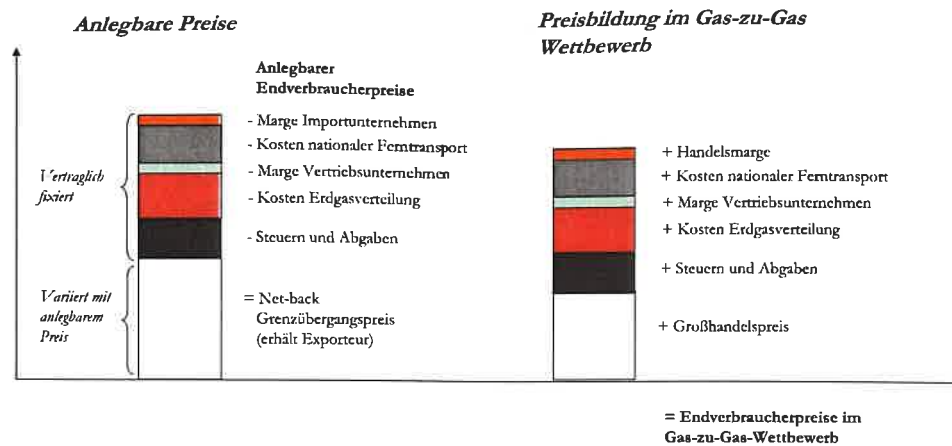 Anlegbare Preise
Preisbildung im Gas-zu-Gas
Wettbewerb
Anlegbarer
Endverbraucherpreise
- Marge Importunternehmen
- Kosten nationaler Ferntransport
- Marge Vertriebsunternehmen
- Kosten Erdgasverteilung
- Steuern und Abgaben
= Net-back
Grenzübergangspreis
(erhält Exporteur)
Vertraglich
fixiert
Variiert mit
anlegbarem
Preis
+ Handelsmarge
+ Kosten nationaler Ferntransport
+ Marge Vertriebsunternehmen
+ Kosten Erdgasverteilung
+ Steuern und Abgaben
+ Großhandelspreis
= Endverbraucherpreise im
Gas-zu-Gas-Wettbewerb